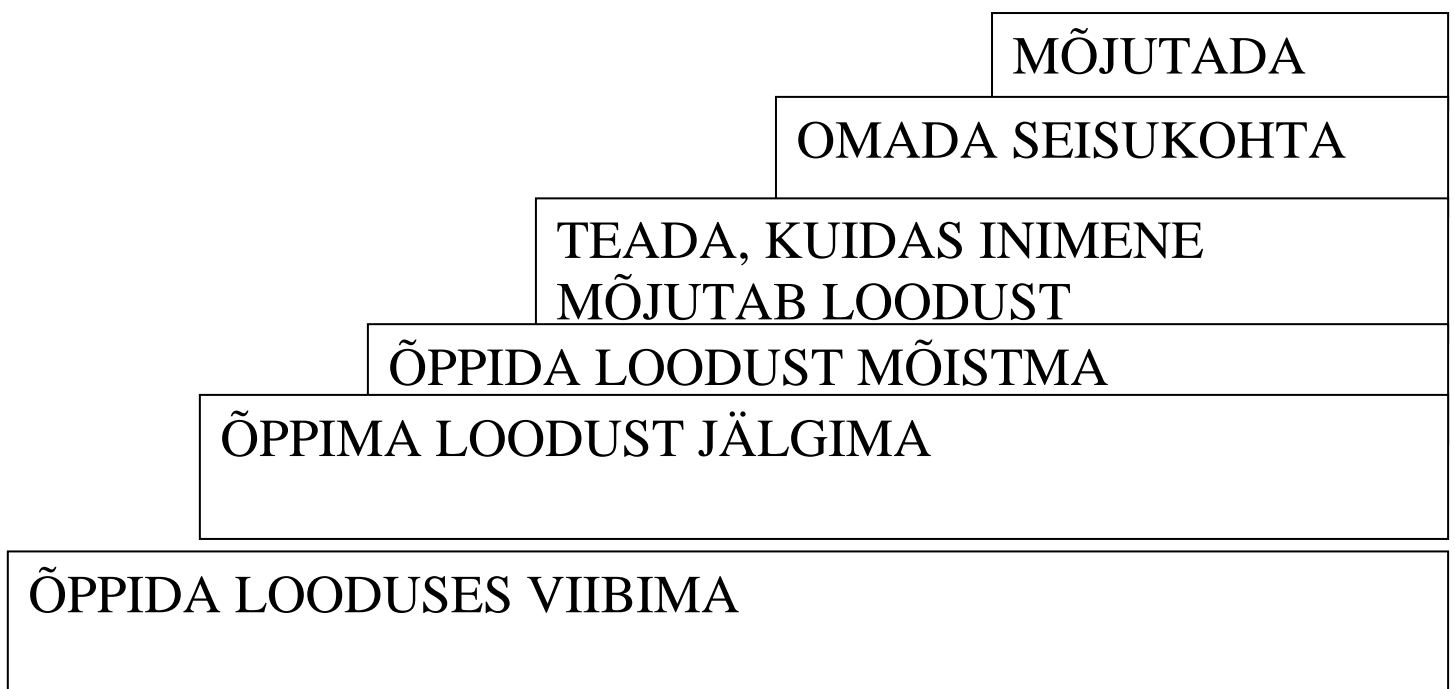 MÕJUTADA
OMADA SEISUKOHTA
TEADA, KUIDAS INIMENE
MÕJUTAB LOODUST
ÕPPIDA LOODUST MÕISTMA
ÕPPIMA LOODUST JÄLGIMA
ÕPPIDA LOODUSES VIIBIMA